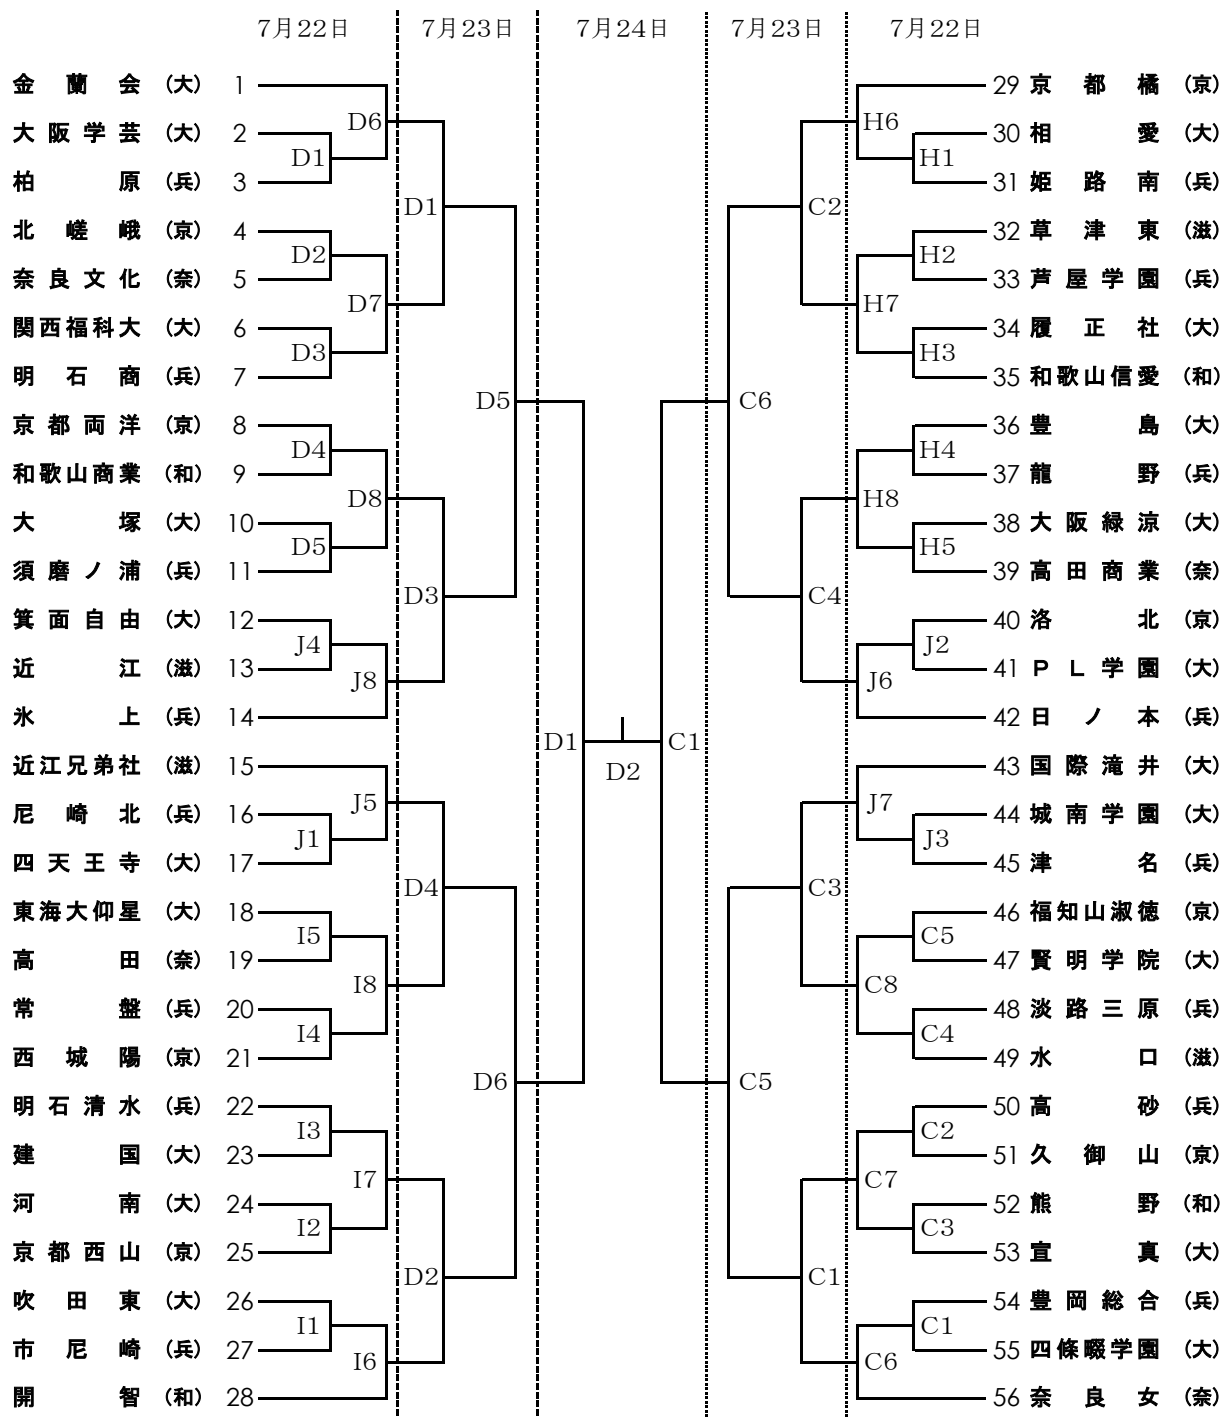 7月22日 7月23日 7月24日 7月23日 7月22日
金蘭会 (大) 1
大阪学芸 (大) 2
柏原 (兵) 3
北嵯峨 (京) 4
奈良文化 (奈) 5
関西福科大 (大) 6
明石商 (兵) 7
京都両洋 (京) 8
和歌山商業 (和) 9
大塚 (大) 10
須磨ノ浦 (兵) 11
箕面自由 (大) 12
近江 (滋) 13
氷上 (兵) 14
近江兄弟社 (滋) 15
尼崎北 (兵) 16
四天王寺 (大) 17
東海大仰星 (大) 18
高田 (奈) 19
常盤 (兵) 20
西城陽 (京) 21
明石清水 (兵) 22
建国 (大) 23
河南 (大) 24
京都西山 (京) 25
吹田東 (大) 26
市尼崎 (兵) 27
開智 (和) 28
D1
D2
D3
D4
D5
J4
J1
I5
I4
I3
I2
I1
D6
D7
D8
J8
J5
I8
I7
I6
D1
D3
D4
D2
D5
D6
D1
D2
C1
C6
C5
C2
C4
C3
C1
H6
H7
H8
J6
J7
C8
C7
C6
H1
H2
H3
H4
H5
J2
J3
C5
C4
C2
C3
C1
29 京都橘 (京)
30 相愛 (大)
31 姫路南 (兵)
32 草津東 (滋)
33 芦屋学園 (兵)
34 履正社 (大)
35 和歌山信愛 (和)
36 豊島 (大)
37 龍野 (兵)
38 大阪緑涼 (大)
39 高田商業 (奈)
40 洛北 (京)
41 PL学園 (大)
42 日ノ本 (兵)
43 国際滝井 (大)
44 城南学園 (大)
45 津名 (兵)
46 福知山淑徳 (京)
47 賢明学院 (大)
48 淡路三原 (兵)
49 水口 (滋)
50 高砂 (兵)
51 久御山 (京)
52 熊野 (和)
53 宣真 (大)
54 豊岡総合 (兵)
55 四條畷学園 (大)
56 奈良女 (奈)